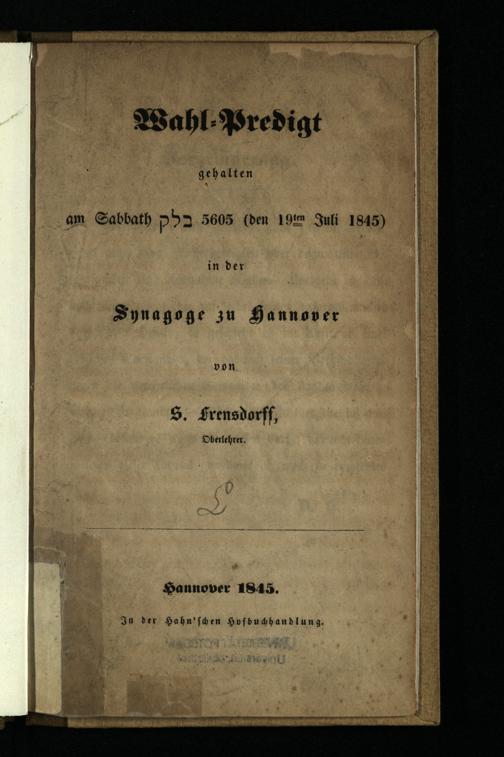 Wahl-Predigt
gehalten
am Sabbath בלק 5605 (den 19ten Juli 1845)
in der
Synagoge zu Hannover
von
S. Frensdorff,
Oberlehrer.
Hannover 1845.
In der Hahn'schen Hofbuchhandlung.